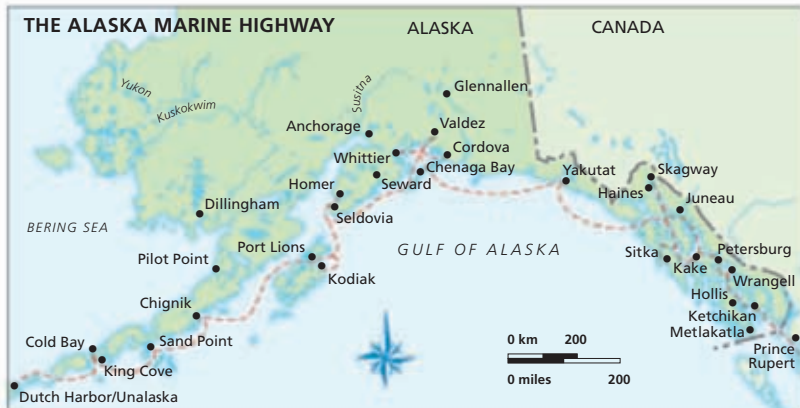 THE ALASKA MARINE HIGHWAY
ALASKA
CANADA
Yukon
Kuskokwim
Susitna
Glennallen
Anchorage
Valdez
Whittier
Cordova
Chenaga Bay
Seward
Homer
Seldovia
Yakutat
Skagway
Haines
Juneau
Dillingham
BERING SEA
Port Lions
GULF OF ALASKA
Pilot Point
Kodiak
Sitka
Kake
Petersburg
Wrangell
Hollis
Ketchikan
Metlakatla
Prince
Rupert
Chignik
Cold Bay
Sand Point
King Cove
Dutch Harbor/Unalaska
0 km 200
0 miles 200